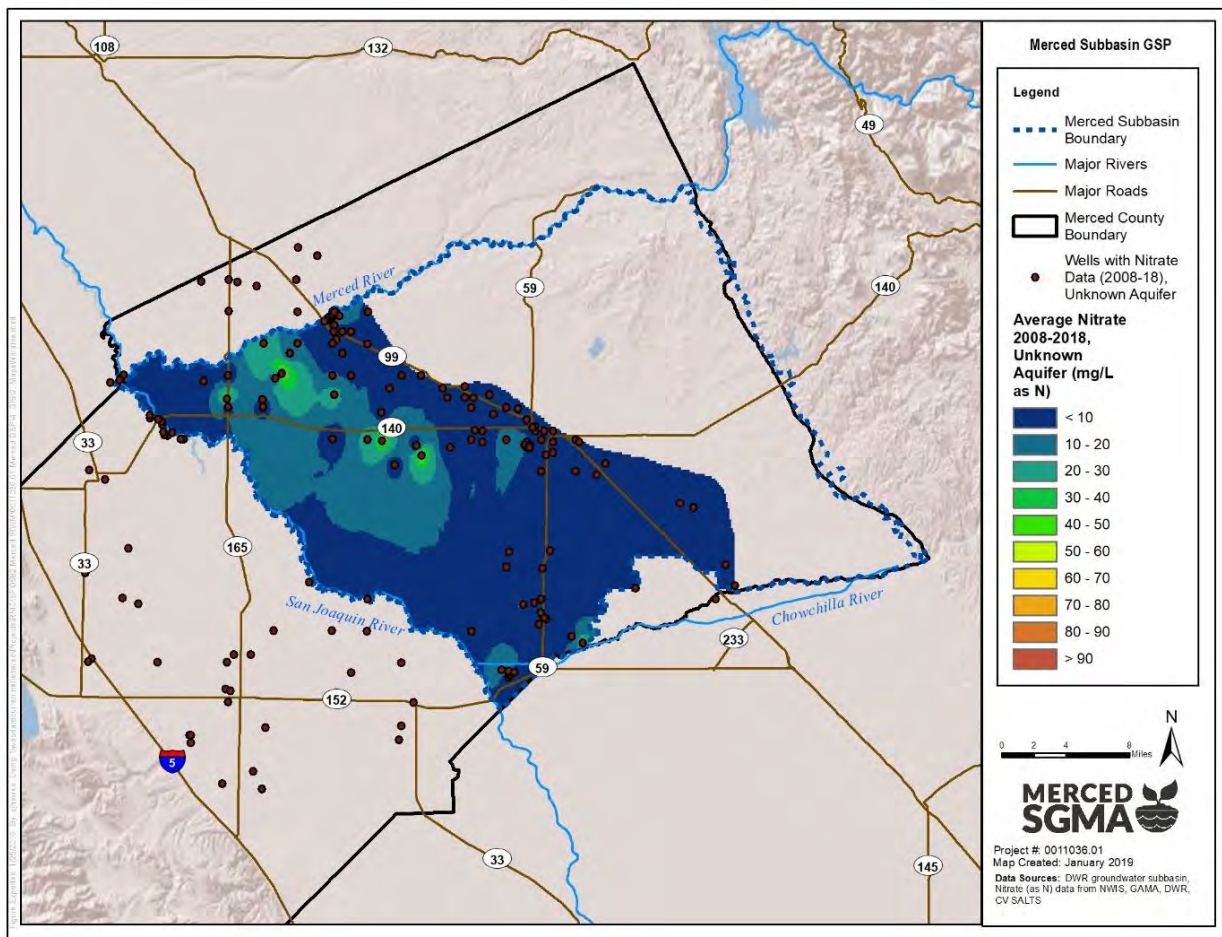 Merced Subbasin GSP
Legend
Merced Subbasin
Boundary
Major Rivers
Major Roads
Merced County
Boundary
Wells with Nitrate
Data (2008-18),
Unknown Aquifer
Average Nitrate
2008-2018,
Unknown
Aquifer (mg/L
as N)
< 10
10 - 20
20 - 30
30 - 40
40 - 50
50 - 60
60 - 70
70 - 80
80 - 90
> 90
N
0 2 4 8
Miles
MERCED
SGMA
Project #: 0011036.01
Map Created: January 2019
Data Sources: DWR groundwater subbasin,
Nitrate (as N) data from NWIS, GAMA, DWR,
CV SALTS
108
132
49
Merced River
59
140
99
140
33
165
33
San Joaquin River
Chowchilla River
233
59
152
5
33
145